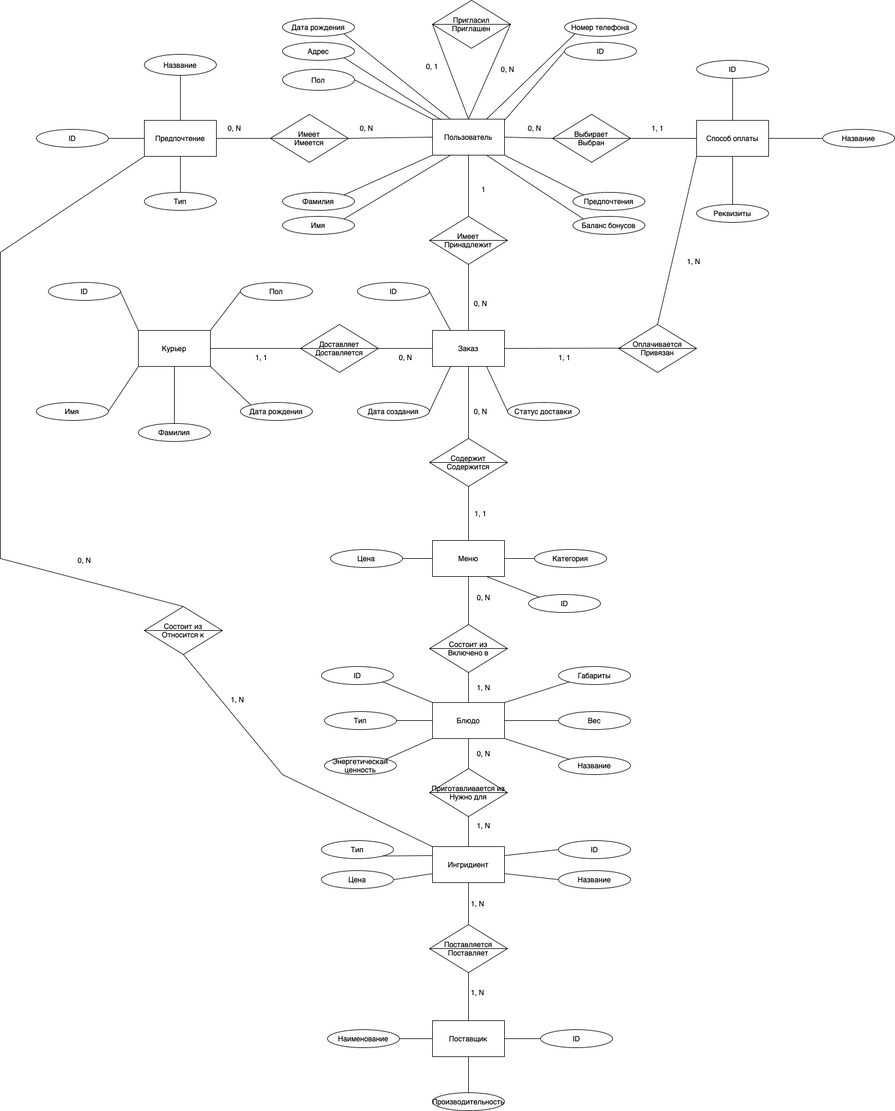 Пригласил
Приглашен
Дата рождения
Номер телефона
Адрес
ID
Пол
0, 1
0, N
Название
ID
ID
Предпочтение
0, N
Имеет
Имеется
0, N
Пользователь
0, N
Выбирает
Выбран
1, 1
Способ оплаты
Название
Тип
Фамилия
Имя
1
Предпочтения
Баланс бонусов
Реквизиты
Имеет
Принадлежит
1, N
ID
Пол
ID
0, N
Курьер
1, 1
Доставляет
Доставляется
0, N
Заказ
1, 1
Оплачивается
Привязан
Имя
Фамилия
Дата рождения
Дата создания
0, N
Статус доставки
Содержит
Содержится
1, 1
0, N
Цена
Меню
Категория
ID
0, N
Состоит из
Относится к
Состоит из
Включено в
1, N
1, N
ID
Габариты
Тип
Блюдо
Вес
Энергетическая
ценность
0, N
Название
Приготавливается из
Нужно для
1, N
Тип
ID
Ингридиент
Цена
Название
1, N
Поставляется
Поставляет
1, N
Наименование
Поставщик
ID
Производительность